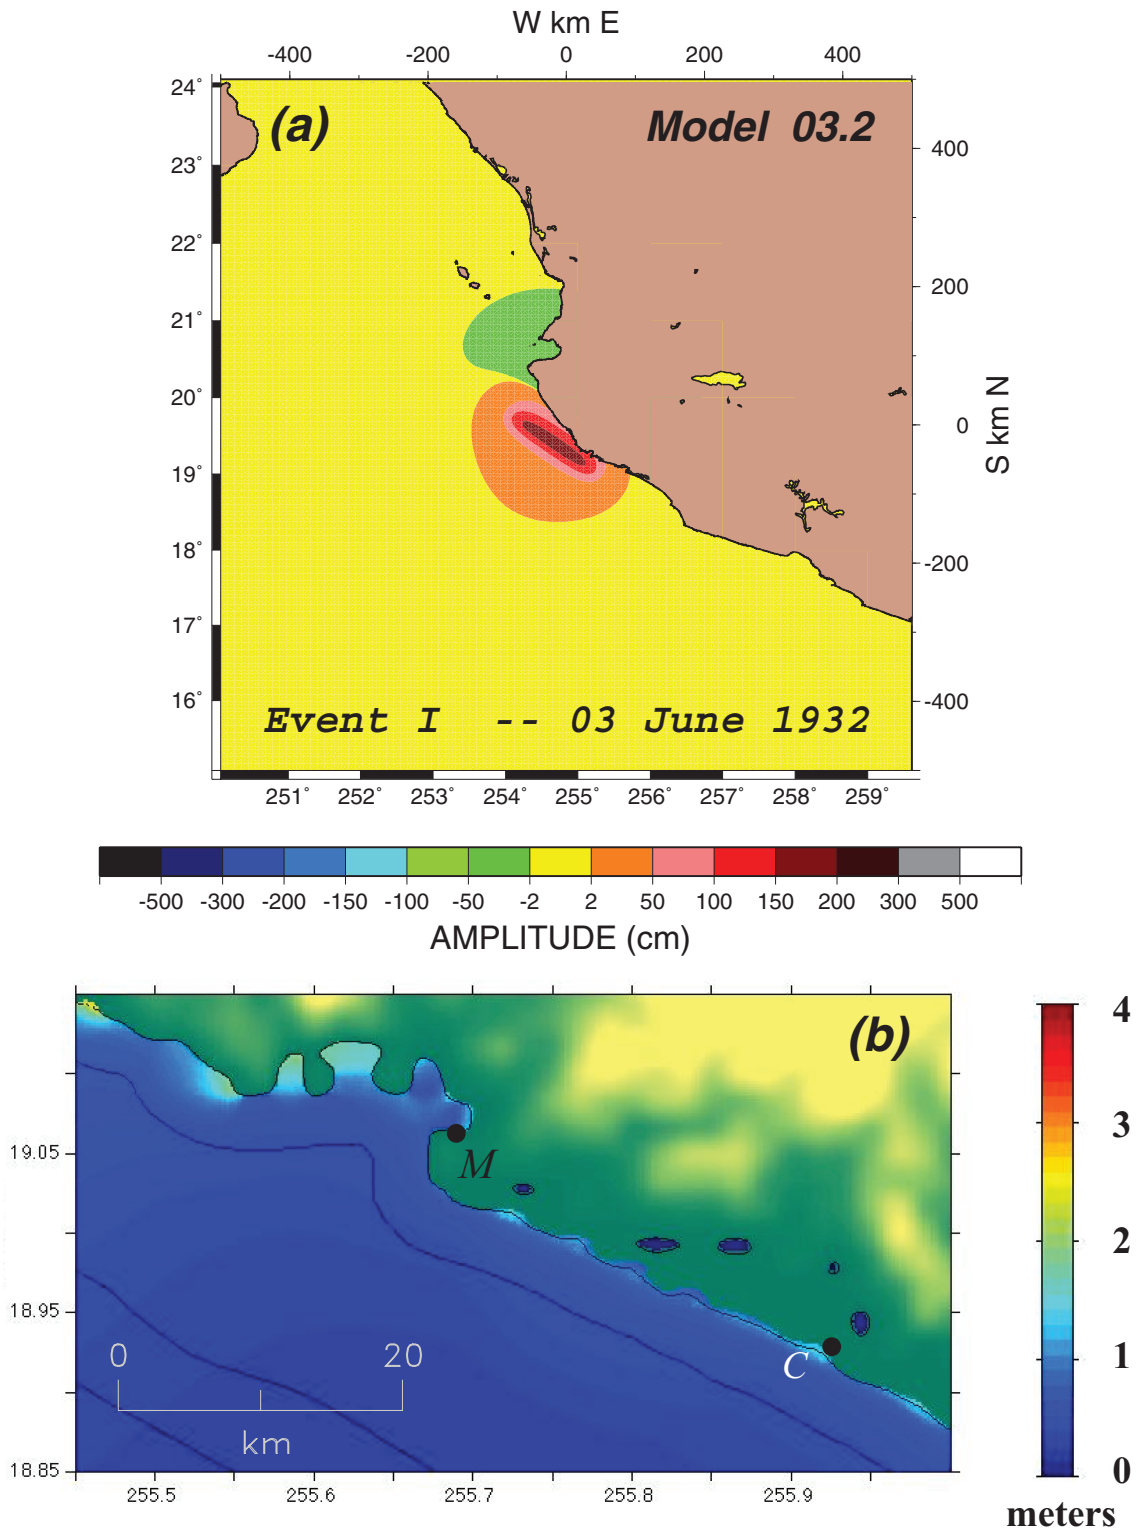 W km E
-400 -200 0 200 400
24°
(a) Model 03.2
23°
400
22°
200
21°
20°
0
S km N
19°
18°
-200
17°
16°
-400
Event I -- 03 June 1932
251° 252° 253° 254° 255° 256° 257° 258° 259°
-500 -300 -200 -150 -100 -50 -2 2 50 100 150 200 300 500
AMPLITUDE (cm)
(b)
4
3
19.05
M
2
18.95
0 20
C
1
km
18.85
0
255.5 255.6 255.7 255.8 255.9
meters